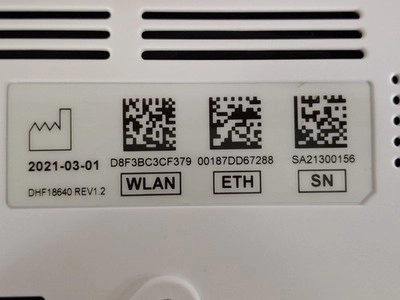 2021-03-01
DHF18640 REV1.2
D8F3BC3CF379
WLAN
00187DD67288
ETH
SA21300156
SN